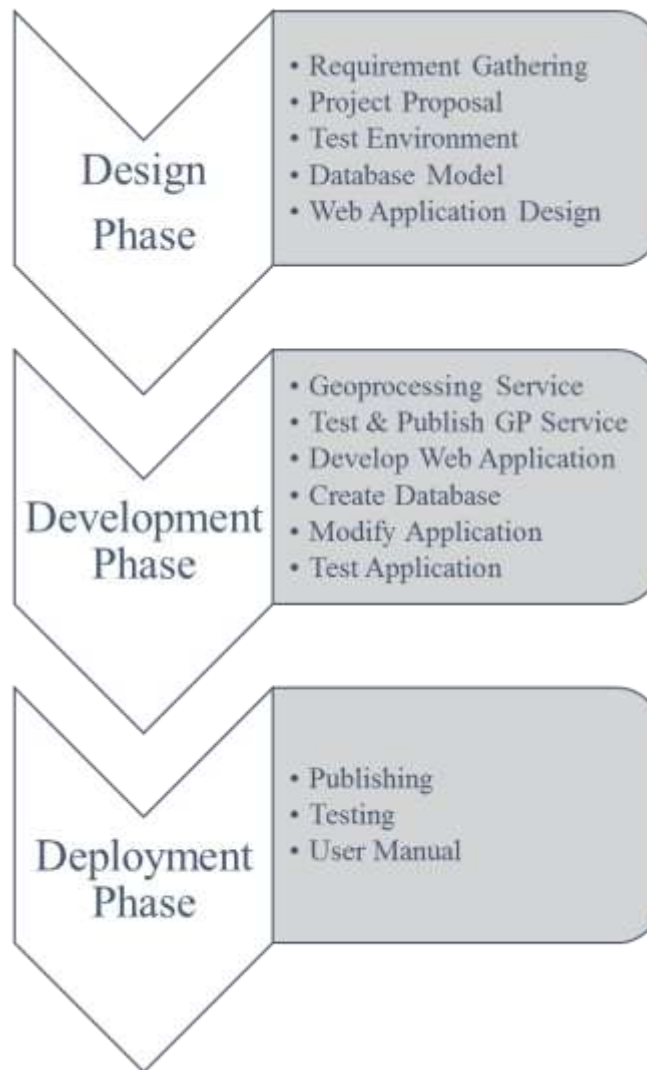 Design
Phase
• Requirement Gathering
• Project Proposal
• Test Environment
• Database Model
• Web Application Design
Development
Phase
• Geoprocessing Service
• Test & Publish GP Service
• Develop Web Application
• Create Database
• Modify Application
• Test Application
Deployment
Phase
• Publishing
• Testing
• User Manual